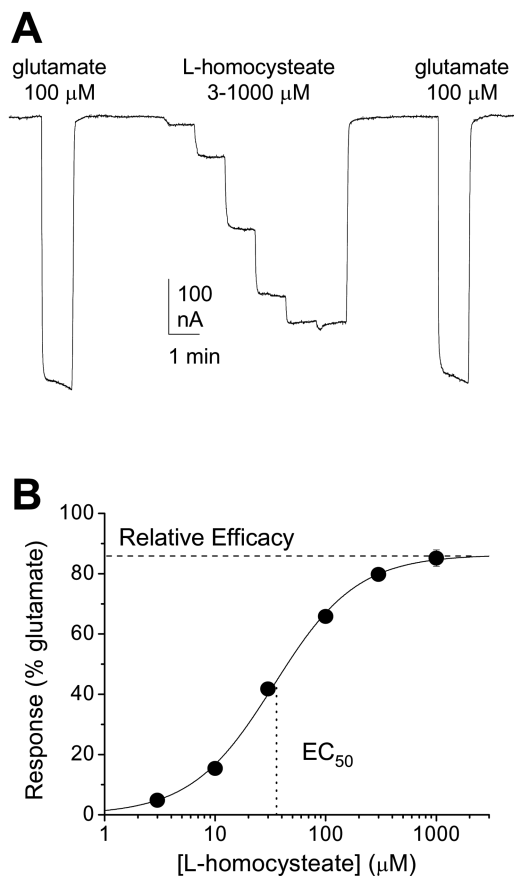 A
glutamate
100 μM
L-homocysteate
3-1000 μM
glutamate
100 μM
100
nA
1 min
B
100
80
60
40
20
0
Response (% glutamate)
Relative Efficacy
EC50
1
10
100
1000
[L-homocysteate] (μM)